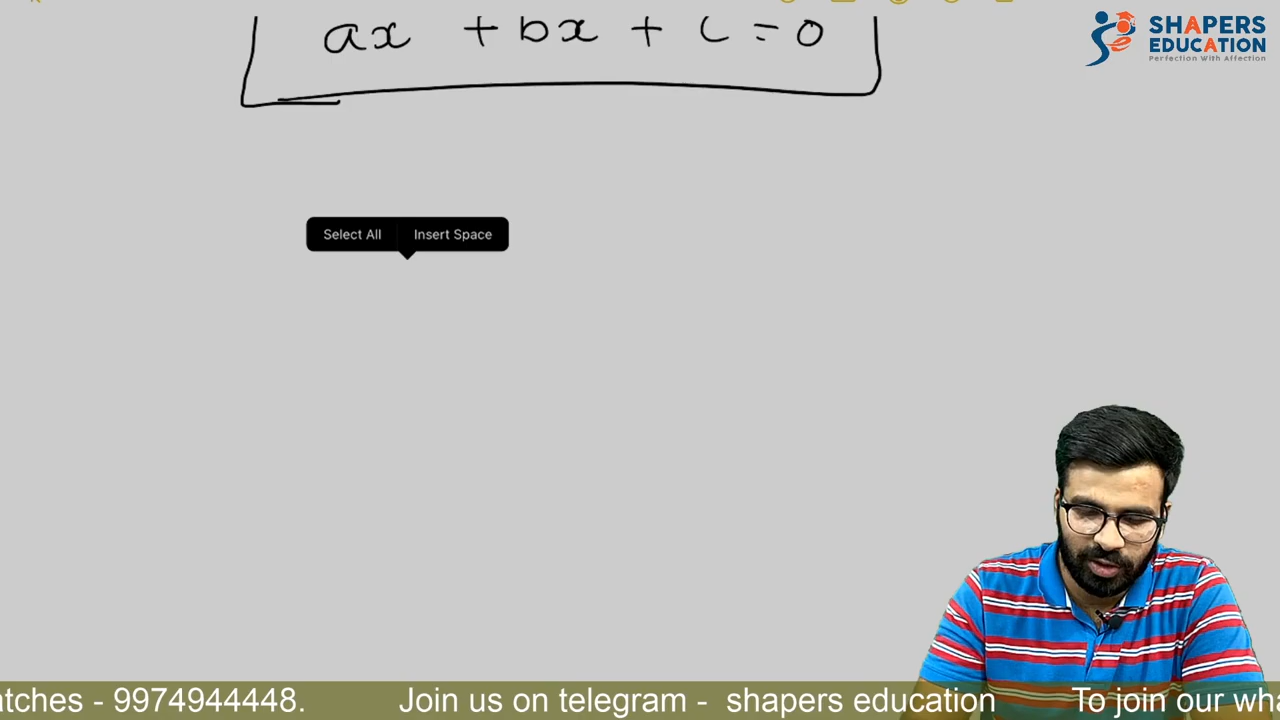 ax + bx + c = 0
SHAPERS
EDUCATION
Perfection With Affection
Select All Insert Space
atches - 9974944448. Join us on telegram - shapers education To join our wha